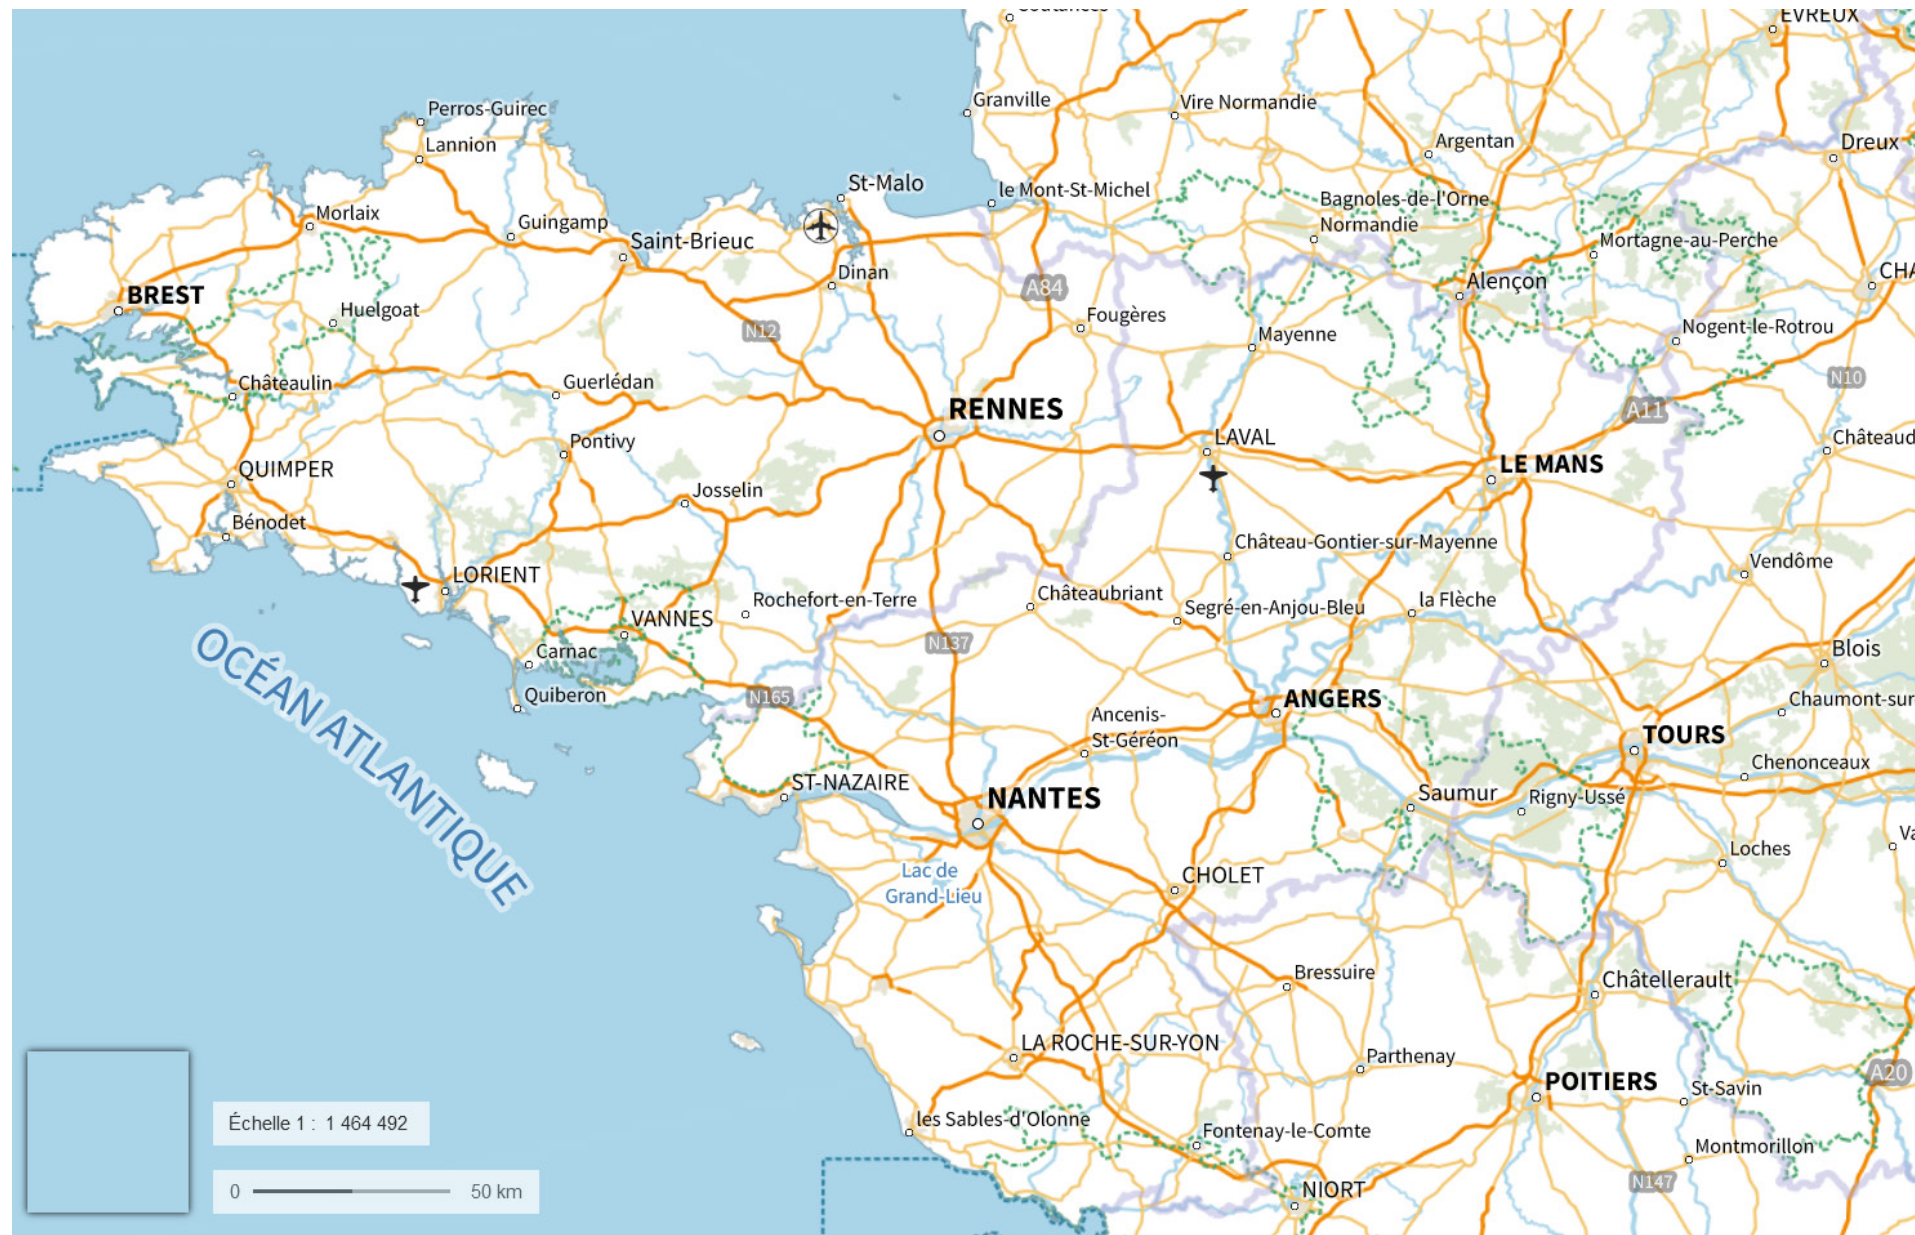 ÉVREUX
Perros-Guirec
Granville
Vire Normandie
Lannion
Argentan
Dreux
St-Malo
le Mont-St-Michel
Bagnoles-de-l'Orne
Normandie
Morlaix
Guingamp
Saint-Brieuc
Mortagne-au-Perche
Dinan
CHA
Alençon
A84
BREST
Huelgoat
Fougères
N12
Mayenne
Nogent-le-Rotrou
Châteaulin
Guerlédan
N10
RENNES
A11
Pontivy
LAVAL
Châteaud
QUIMPER
LE MANS
Josselin
Bénodet
Château-Gontier-sur-Mayenne
Vendôme
LORIENT
Rochefort-en-Terre
Châteaubriant
Segré-en-Anjou-Bleu
la Flèche
VANNES
N137
Carnac
Blois
OCÉAN ATLANTIQUE
Quiberon
N165
ANGERS
Chaumont-sur
Ancenis-
St-Géréon
TOURS
Chenonceaux
ST-NAZAIRE
NANTES
Saumur
Rigny-Ussé
Va
Loches
Lac de
Grand-Lieu
CHOLET
Bressuire
Châtellerault
LA ROCHE-SUR-YON
Parthenay
A20
POITIERS
St-Savin
les Sables-d'Olonne
Échelle 1 : 1 464 492
Fontenay-le-Comte
Montmorillon
N147
0
50 km
NIORT